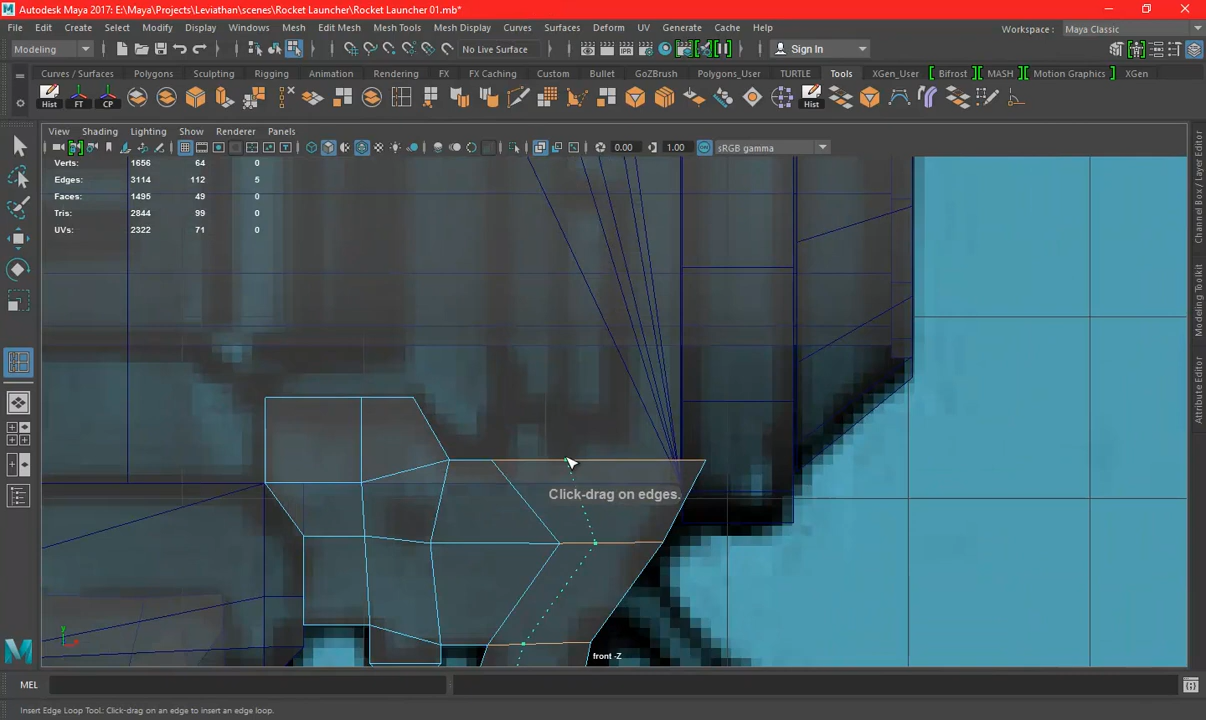 Autodesk Maya 2017: E:\Maya\Projects\Leviathan\scenes\Rocket Launcher\Rocket Launcher 01.mb*
File Edit Create Select Modify Display Windows Mesh Edit Mesh Mesh Tools Mesh Display Curves Surfaces Deform UV Generate Cache Help
Workspace : Maya Classic
Modeling No Live Surface Sign In
Curves / Surfaces Polygons Sculpting Rigging Animation Rendering FX FX Caching Custom Bullet GoZBrush Polygons_User TURTLE Tools XGen_User Bifrost MASH Motion Graphics XGen
Hist FT CP Hist
View Shading Lighting Show Renderer Panels
0.00 1.00 sRGB gamma
Verts: 1656 64 0
Edges: 3114 112 5
Faces: 1495 49 0
Tris: 2844 99 0
UVs: 2322 71 0
Click-drag on edges.
y
front -Z
Channel Box / Layer Editor
Modeling Toolkit
Attribute Editor
MEL
Insert Edge Loop Tool: Click-drag on an edge to insert an edge loop.